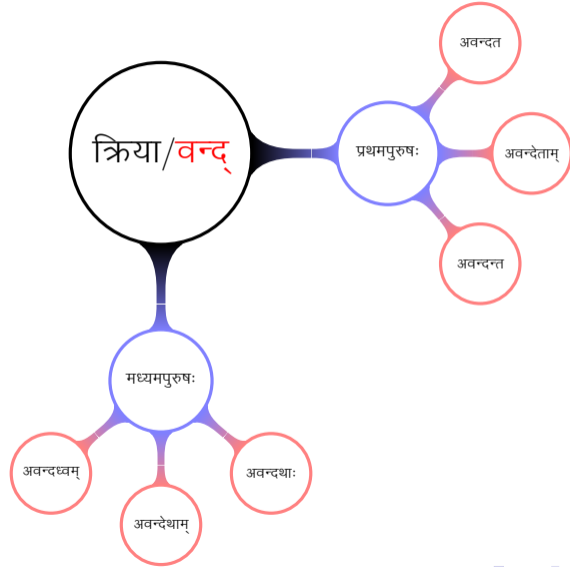 अवन्दत
क्रिया/वन्द्
प्रथमपुरुषः
अवन्देताम्
अवन्दन्त
मध्यमपुरुषः
अवन्दध्वम्
अवन्देथाम्
अवन्दथाः